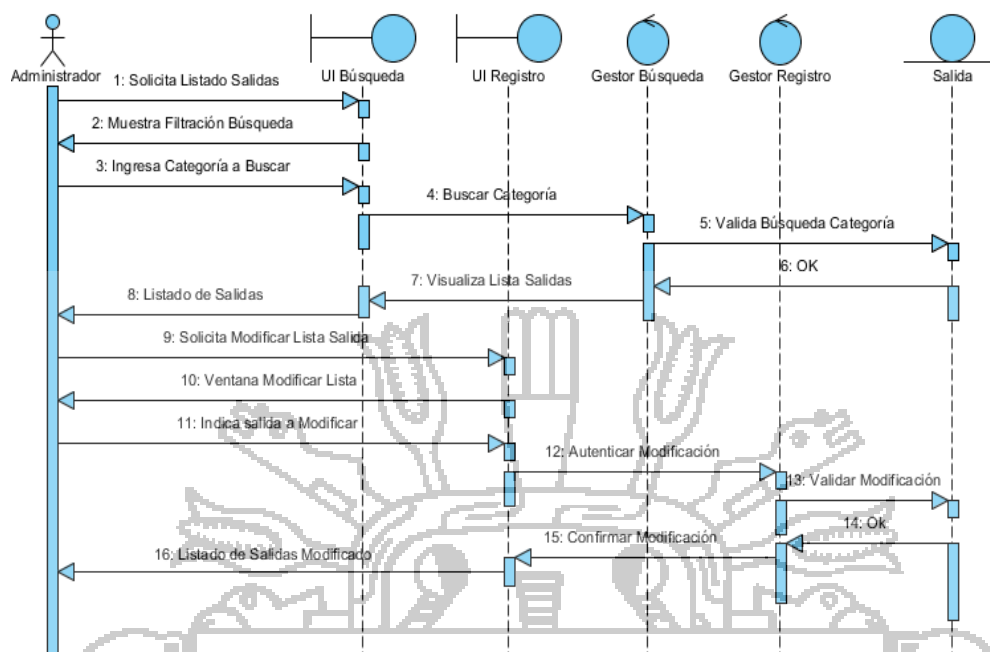 Administrador
UI Búsqueda
UI Registro
Gestor Búsqueda
Gestor Registro
Salida
1: Solicita Listado Salidas
2: Muestra Filtración Búsqueda
3: Ingresa Categoría a Buscar
4: Buscar Categoría
5: Valida Búsqueda Categoría
6: OK
7: Visualiza Lista Salidas
8: Listado de Salidas
9: Solicita Modificar Lista Salida
10: Ventana Modificar Lista
11: Indica salida a Modificar
12: Autenticar Modificación
13: Validar Modificación
14: Ok
15: Confirmar Modificación
16: Listado de Salidas Modificado